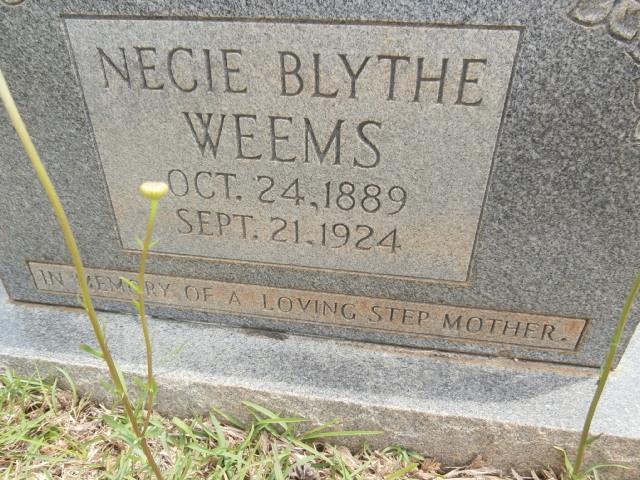 NECIE BLYTHE
WEEMS
OCT. 24, 1889
SEPT. 21, 1924
IN MEMORY OF A LOVING STEP MOTHER.